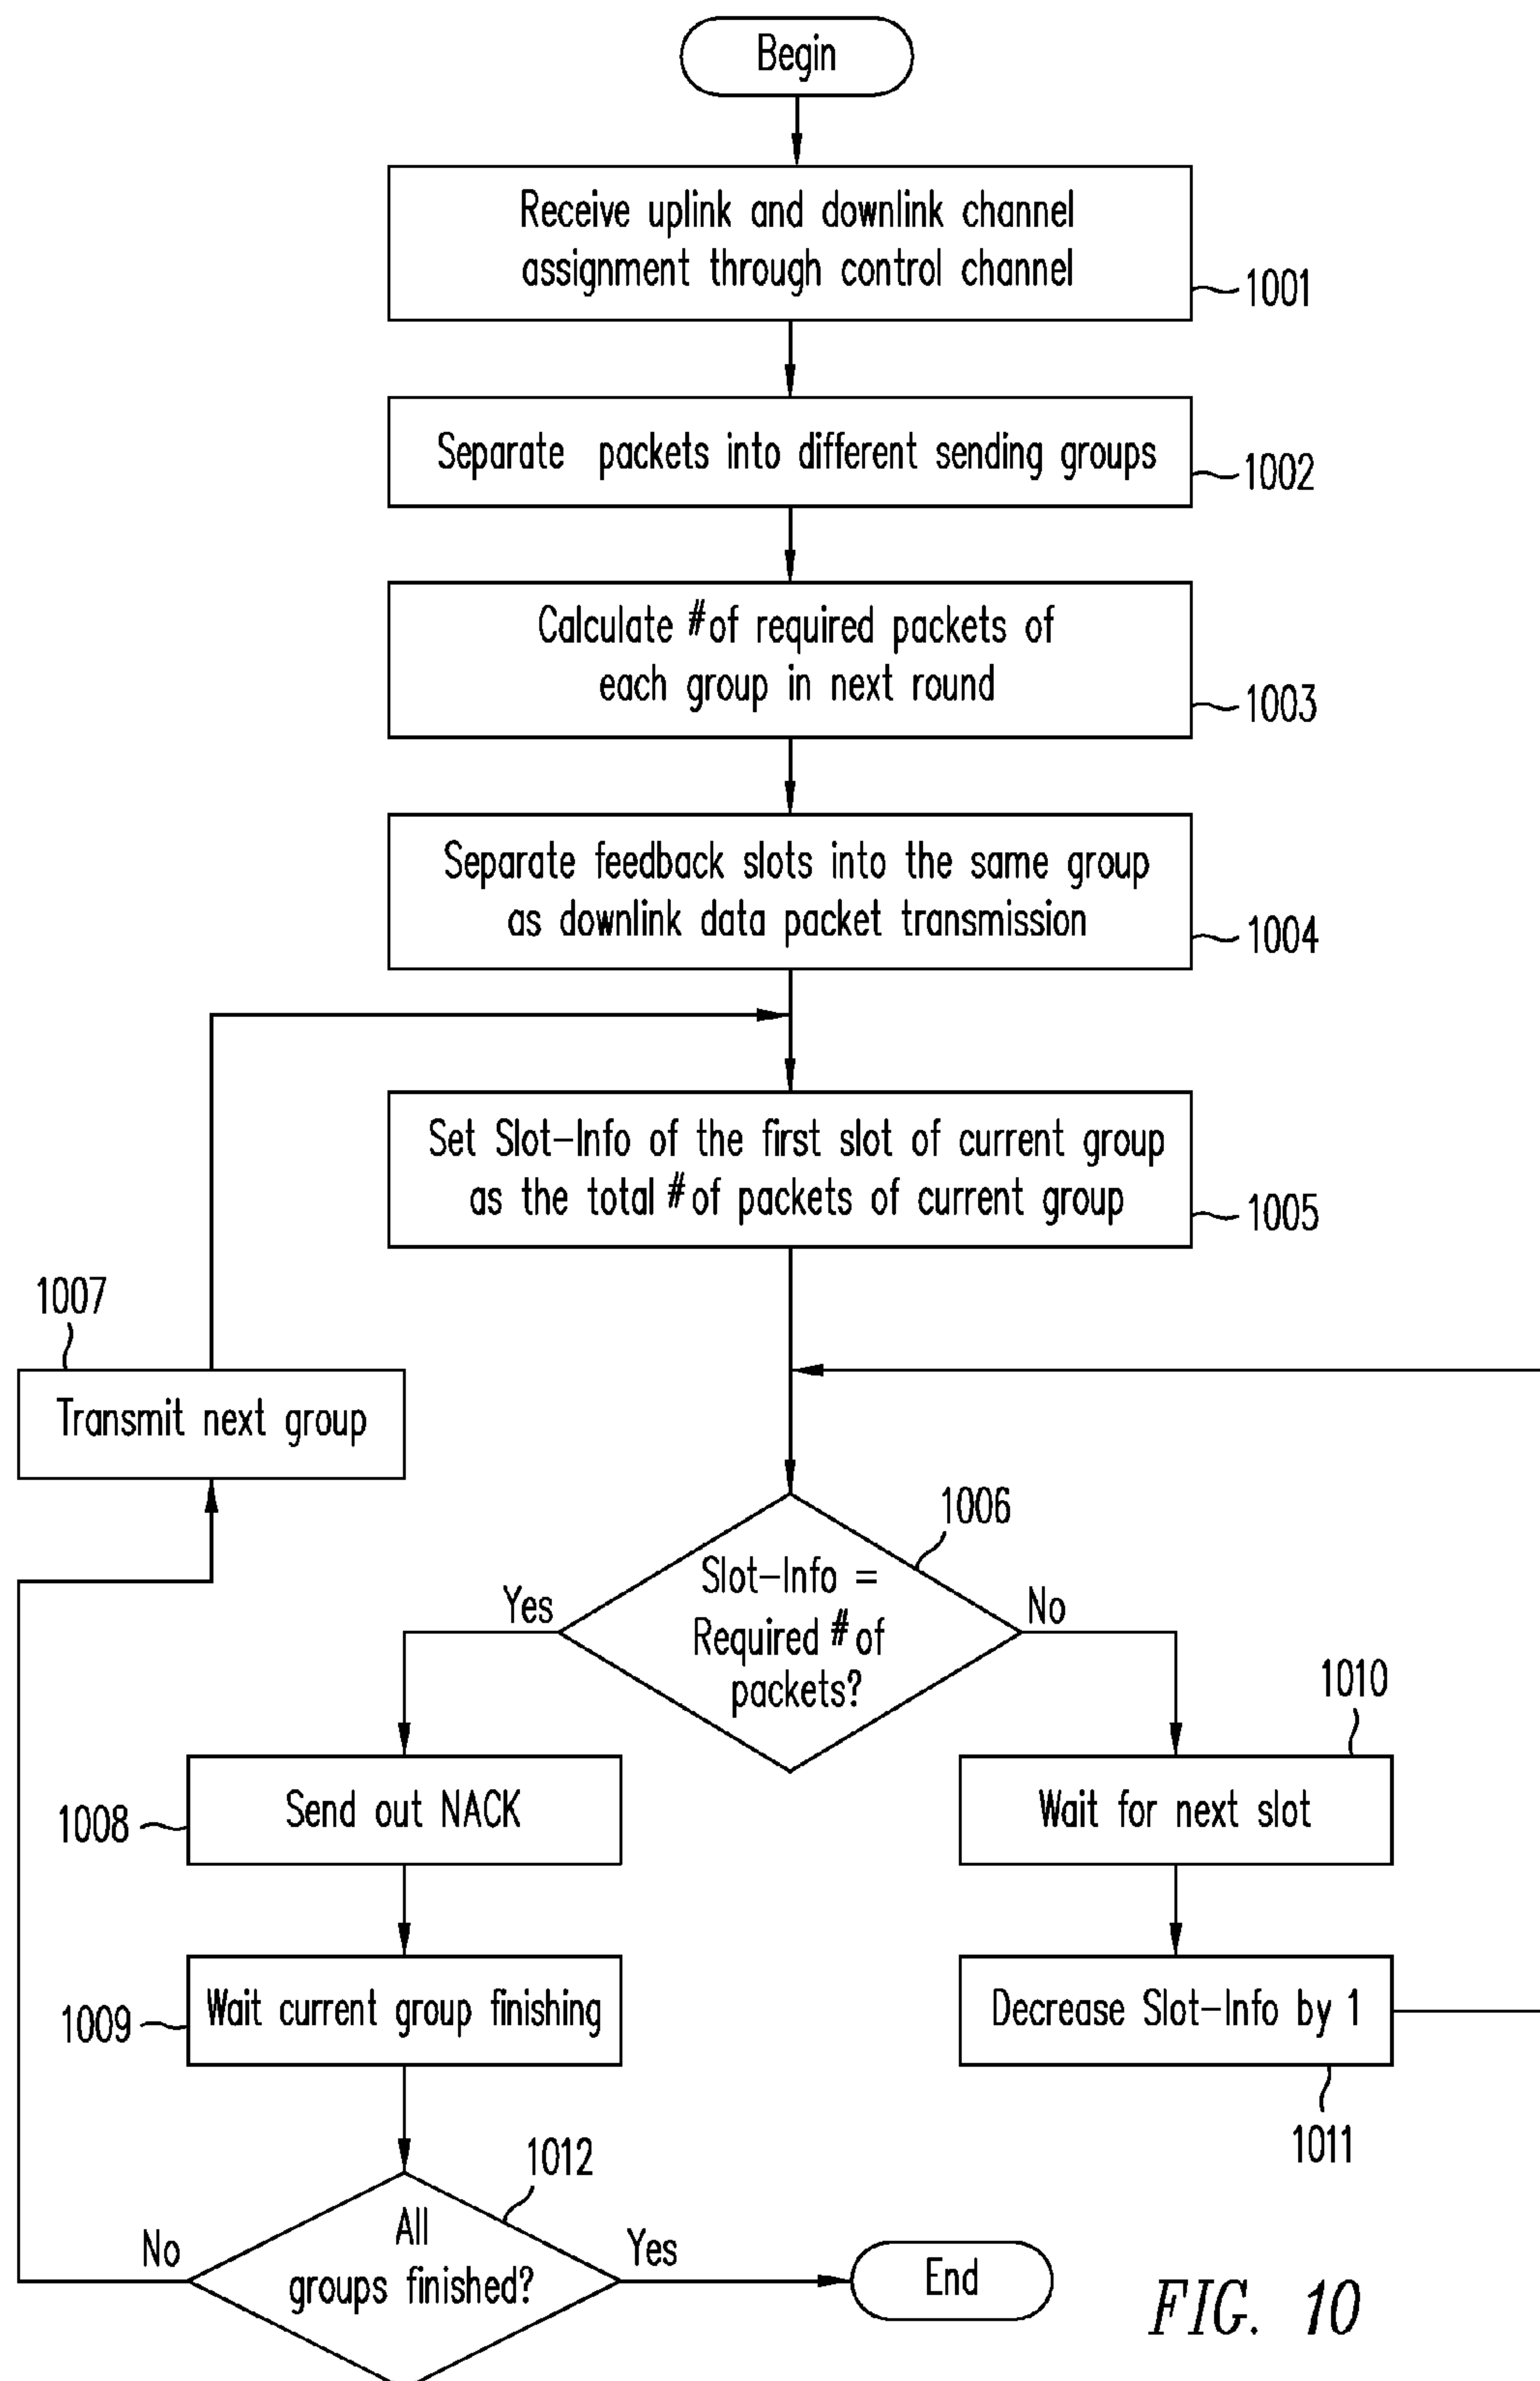 Begin
Receive uplink and downlink channel
assignment through control channel
1001
Separate packets into different sending groups
1002
Calculate # of required packets of
each group in next round
1003
Separate feedback slots into the same group
as downlink data packet transmission
1004
Set Slot-Info of the first slot of current group
as the total # of packets of current group
1005
1007
Transmit next group
1006
Slot-Info =
Required # of
packets?
Yes
No
1010
Send out NACK
1008
Wait for next slot
Wait current group finishing
1009
Decrease Slot-Info by 1
1011
1012
All
groups finished?
No
Yes
End
FIG. 10